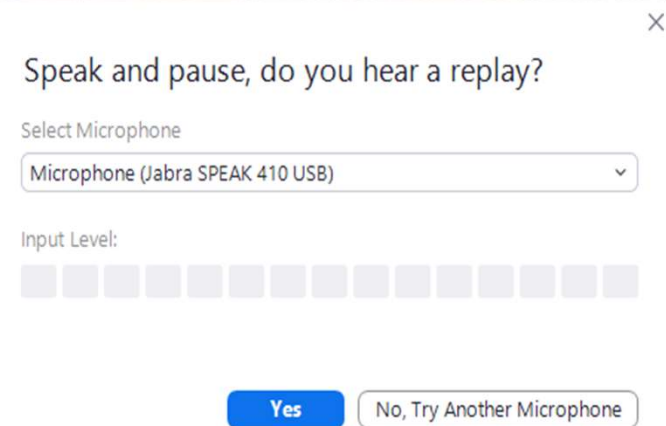 Speak and pause, do you hear a replay?
Select Microphone
Microphone (Jabra SPEAK 410 USB)
Input Level:
Yes
No, Try Another Microphone